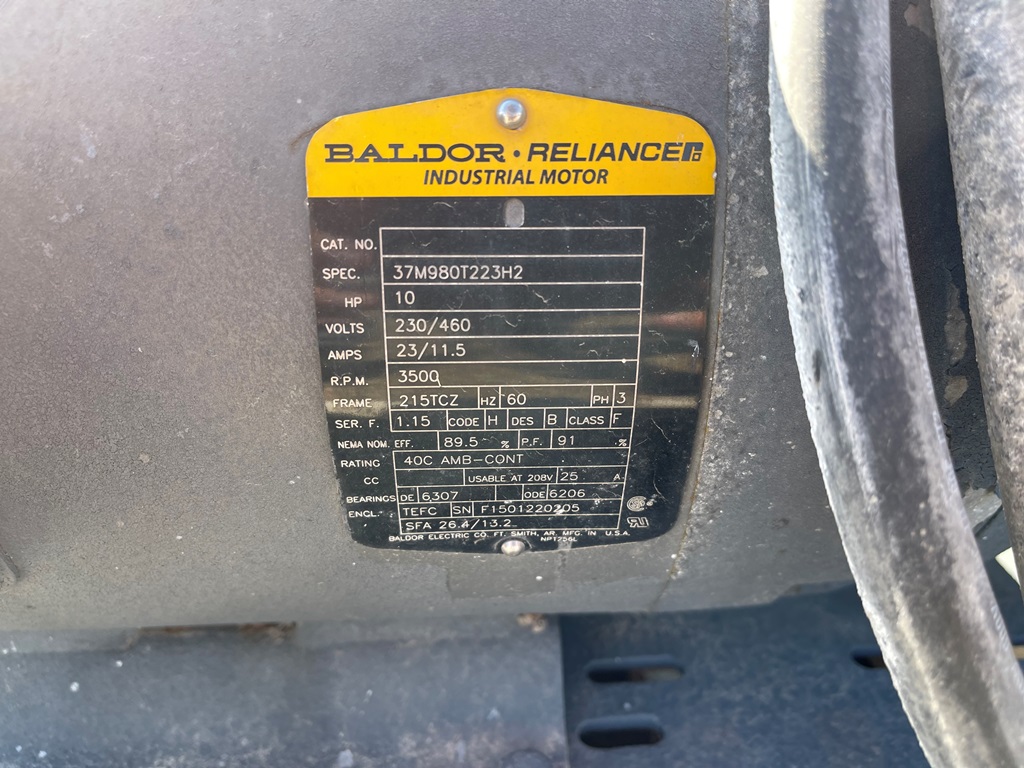 BALDOR · RELIANCE
INDUSTRIAL MOTOR
CAT. NO.
SPEC. 37M980T223H2
HP 10
VOLTS 230/460
AMPS 23/11.5
R.P.M. 3500
FRAME 215TCZ HZ 60 PH 3
SER. F. 1.15 CODE H DES B CLASS F
NEMA NOM. EFF. 89.5 % P.F. 91 %
RATING 40C AMB-CONT
CC USABLE AT 208V 25 A
BEARINGS DE 6307 ODE 6206
ENCL. TEFC SN F1501220205
SFA 26.4/13.2
BALDOR ELECTRIC CO. FT. SMITH, AR. MFG. IN U.S.A.
NP1256L